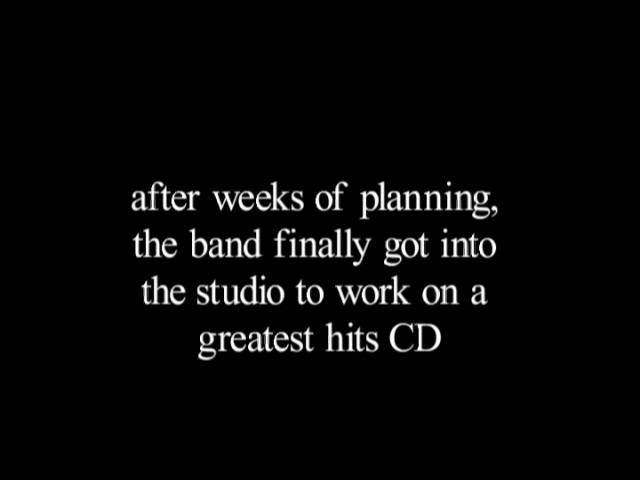 after weeks of planning,
the band finally got into
the studio to work on a
greatest hits CD